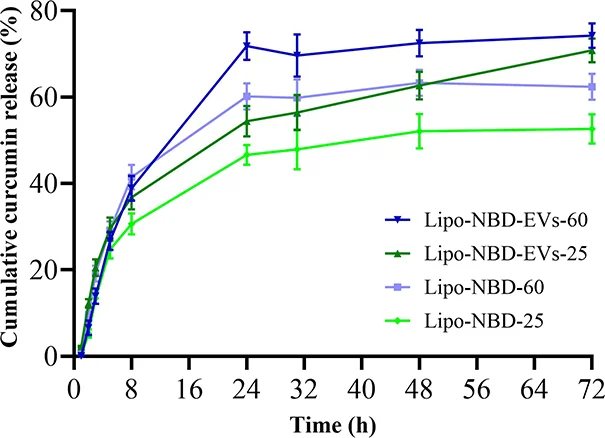 Cumulative curcumin release (%)
80
60
40
20
0
Lipo-NBD-EVs-60
Lipo-NBD-EVs-25
Lipo-NBD-60
Lipo-NBD-25
0 8 16 24 32 40 48 56 64 72
Time (h)